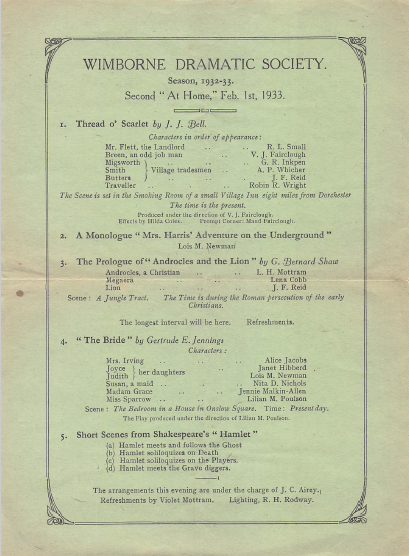 WIMBORNE DRAMATIC SOCIETY.
Season, 1932-33.
Second "At Home," Feb. 1st, 1933.
1. Thread o' Scarlet by J. J. Bell.
Characters in order of appearance:
Mr. Flett, the Landlord .. .. R. L. Small
Breen, an odd job man .. .. V. J. Fairclough
Migsworth .. .. G. R. Inkpen
Smith } Village tradesmen .. A. P. Whicher
Butters .. .. J. F. Reid
Traveller .. .. .. Robin R. Wright
The Scene is set in the Smoking Room of a small Village Inn eight miles from Dorchester
The time is the present.
Produced under the direction of V. J. Fairclough.
Effects by Hilda Coles. Prompt Corner: Maud Fairclough.
2. A Monologue "Mrs. Harris' Adventure on the Underground"
Lois M. Newman
3. The Prologue of "Androcles and the Lion" by G. Bernard Shaw
Androcles, a Christian .. .. L. H. Mottram
Megaera .. .. .. Lena Cobb
Lion .. .. .. J. F. Reid
Scene: A Jungle Tract. The Time is during the Roman persecution of the early
Christians.
The longest interval will be here. Refreshments.
4. "The Bride" by Gertrude E. Jennings
Characters:
Mrs. Irving .. .. Alice Jacobs
Joyce } her daughters .. Janet Hibberd
Judith .. Lois M. Newman
Susan, a maid .. .. Nita D. Nichols
Madam Grace .. .. Jennie Malkin-Allen
Miss Sparrow .. .. Lilian M. Poulson
Scene: The Bedroom in a House in Onslow Square. Time: Present day.
The Play produced under the direction of Lilian M. Poulson.
5. Short Scenes from Shakespeare's "Hamlet"
(a) Hamlet meets and follows the Ghost
(b) Hamlet soliloquizes on Death
(c) Hamlet soliloquizes on the Players.
(d) Hamlet meets the Grave diggers.
The arrangements this evening are under the charge of J. C. Airey.
Refreshments by Violet Mottram. Lighting, R. H. Rodway.